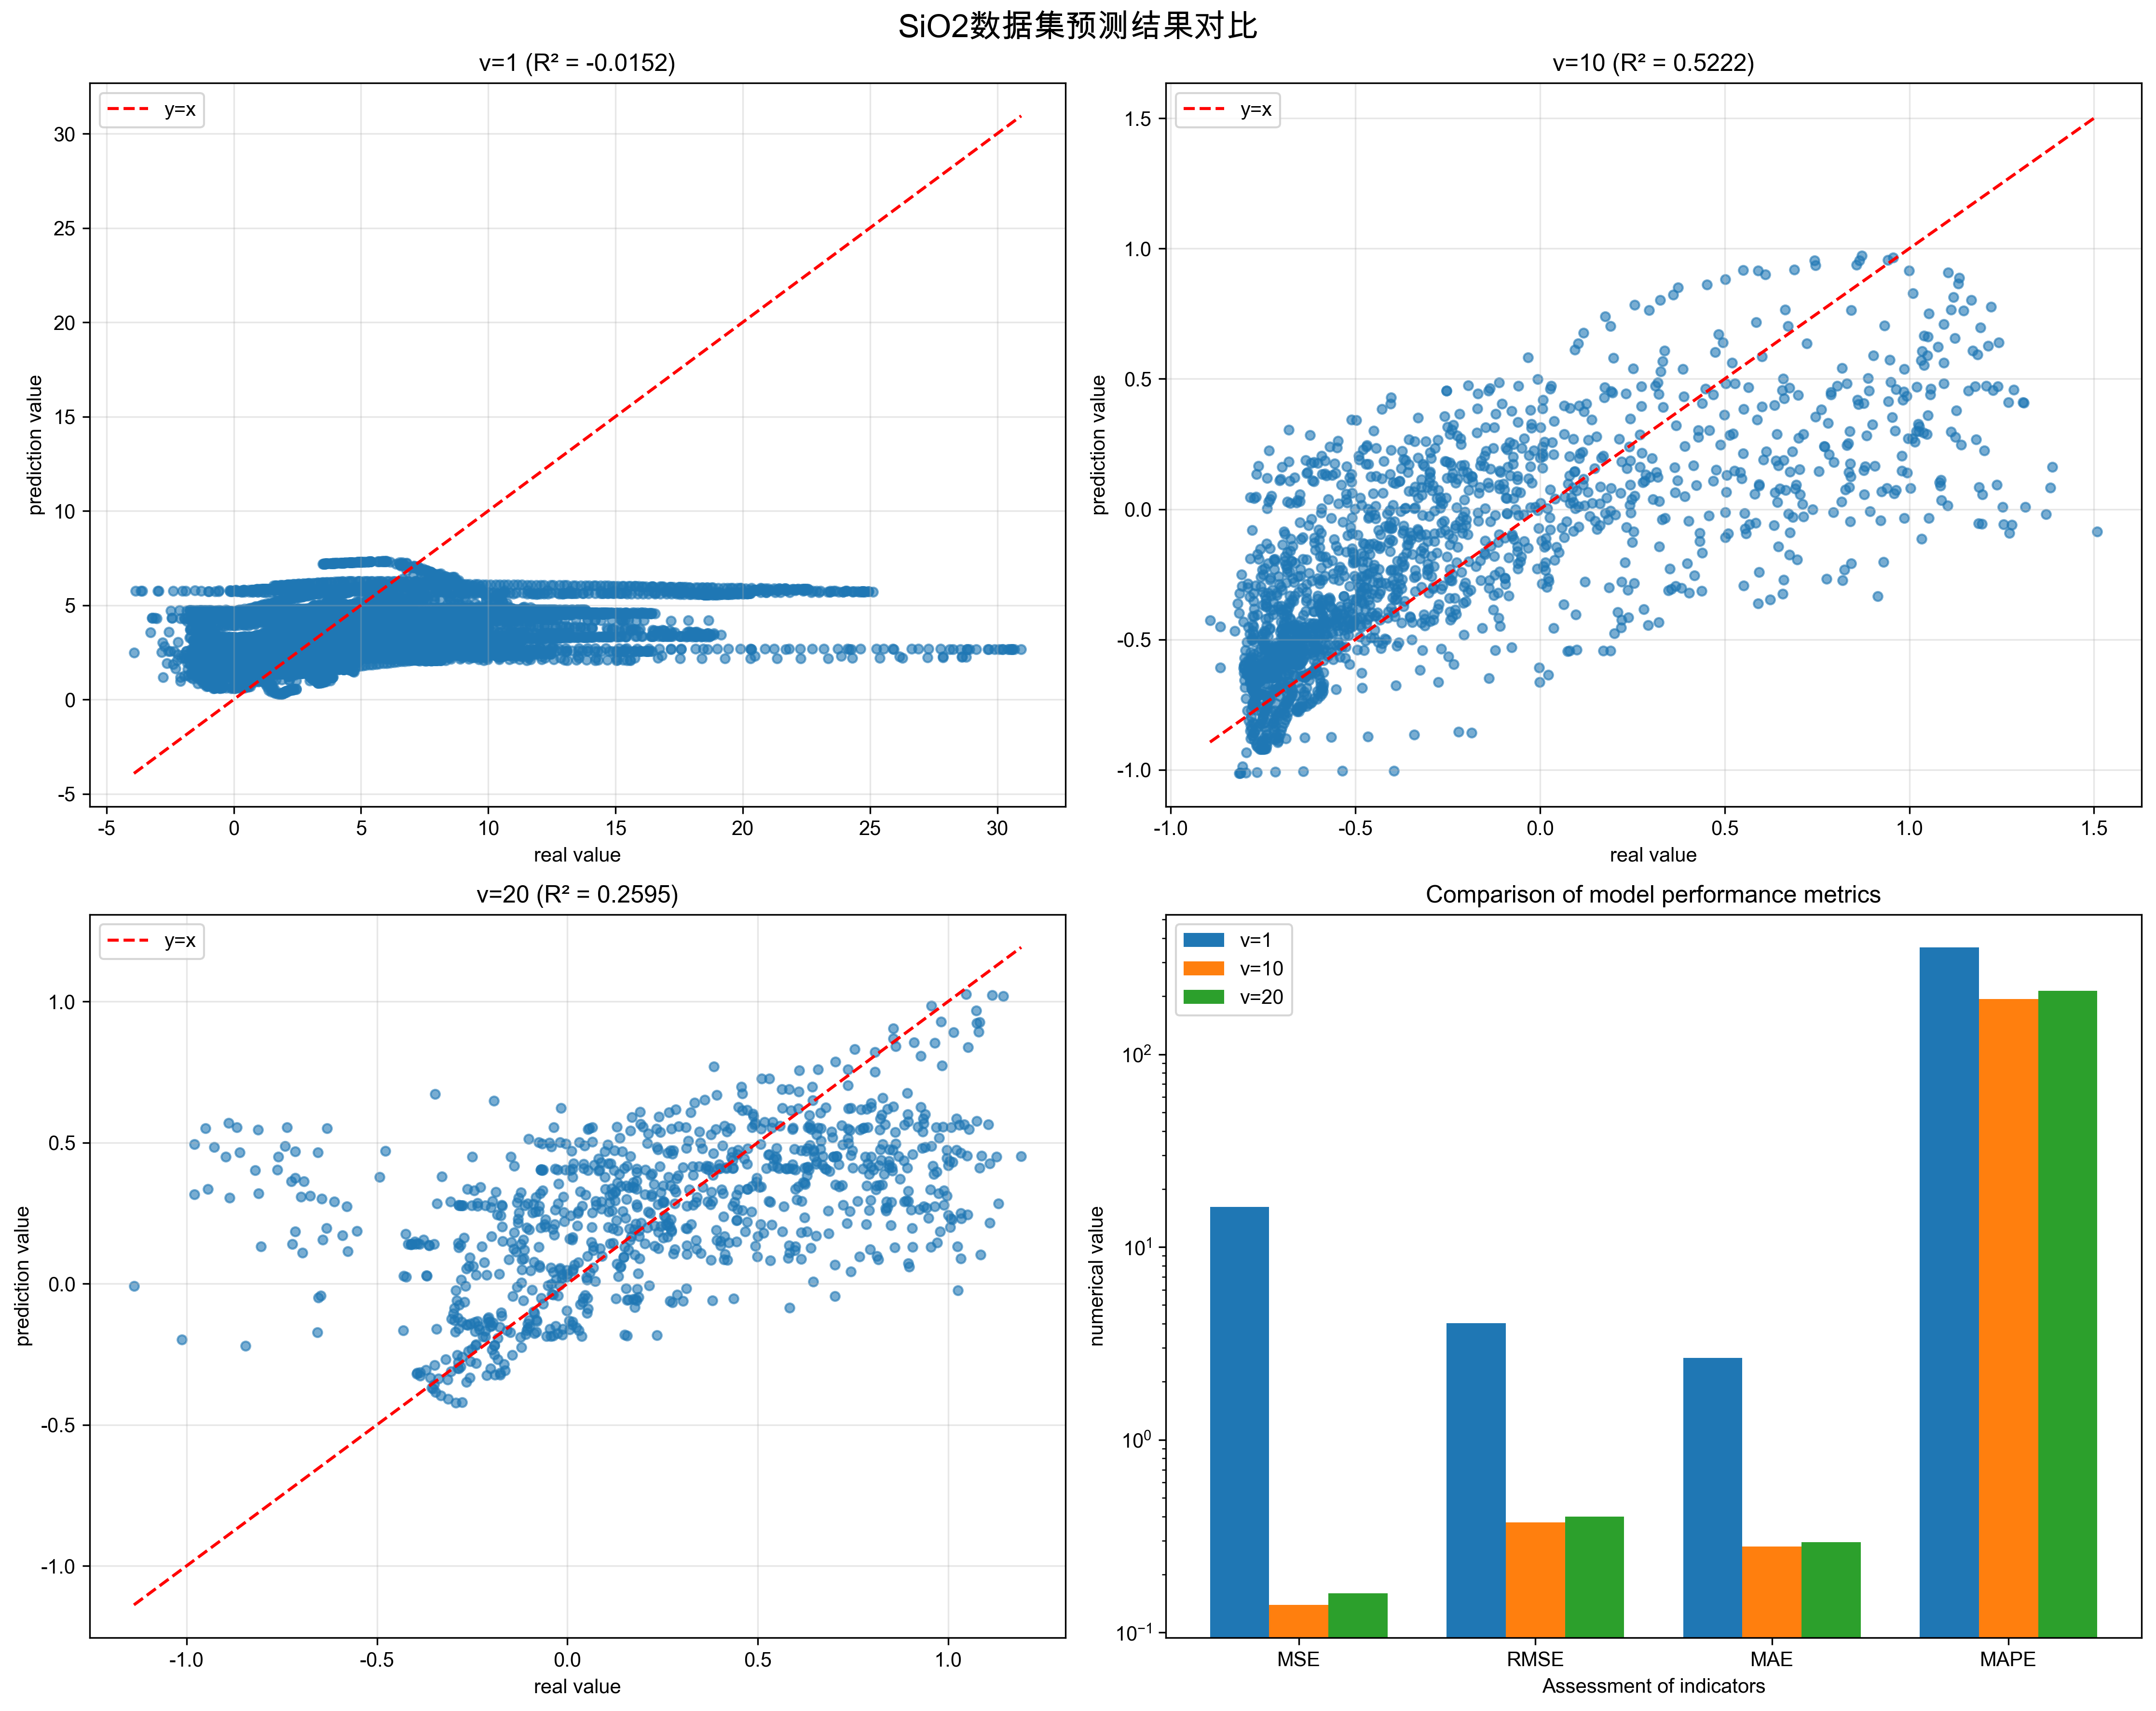 SiO2数据集预测结果对比
v=1 (R² = -0.0152)
y=x
30
25
20
15
10
5
0
-5
prediction value
-5 0 5 10 15 20 25 30
real value
v=10 (R² = 0.5222)
y=x
1.5
1.0
0.5
0.0
-0.5
-1.0
prediction value
-1.0 -0.5 0.0 0.5 1.0 1.5
real value
v=20 (R² = 0.2595)
y=x
1.0
0.5
0.0
-0.5
-1.0
prediction value
-1.0 -0.5 0.0 0.5 1.0
real value
Comparison of model performance metrics
v=1
v=10
v=20
10²
10¹
10⁰
10⁻¹
numerical value
MSE RMSE MAE MAPE
Assessment of indicators